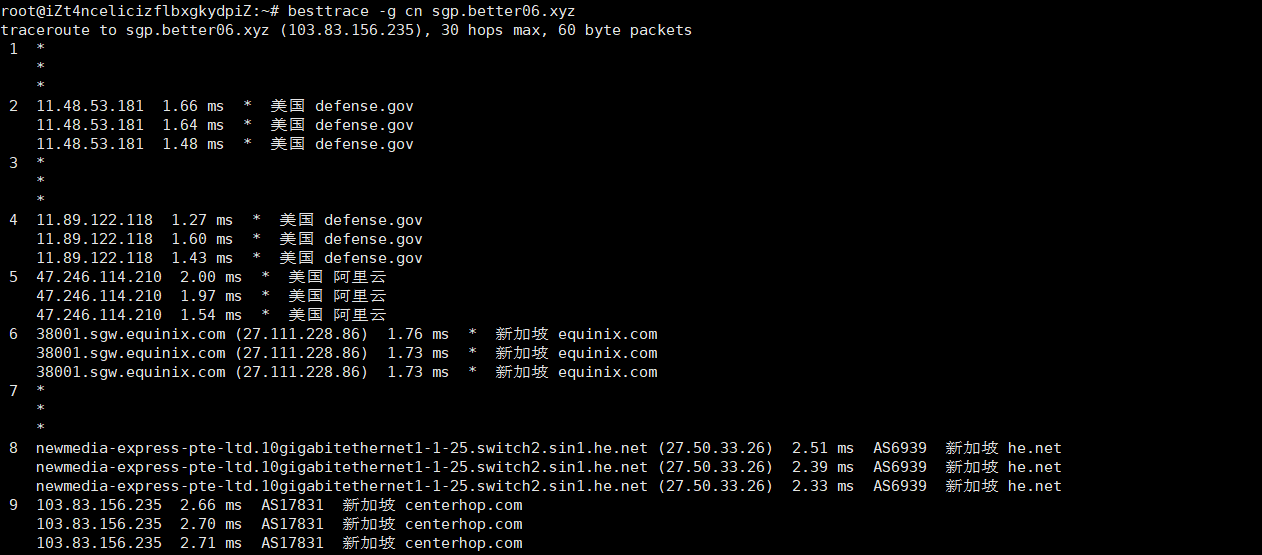 root@iZt4ncelicizflbxgkydpiZ:~# besttrace -g cn sgp.better06.xyz
traceroute to sgp.better06.xyz (103.83.156.235), 30 hops max, 60 byte packets
1 *
*
*
2 11.48.53.181 1.66 ms * 美国 defense.gov
11.48.53.181 1.64 ms * 美国 defense.gov
11.48.53.181 1.48 ms * 美国 defense.gov
3 *
*
*
4 11.89.122.118 1.27 ms * 美国 defense.gov
11.89.122.118 1.60 ms * 美国 defense.gov
11.89.122.118 1.43 ms * 美国 defense.gov
5 47.246.114.210 2.00 ms * 美国 阿里云
47.246.114.210 1.97 ms * 美国 阿里云
47.246.114.210 1.54 ms * 美国 阿里云
6 38001.sgw.equinix.com (27.111.228.86) 1.76 ms * 新加坡 equinix.com
38001.sgw.equinix.com (27.111.228.86) 1.73 ms * 新加坡 equinix.com
38001.sgw.equinix.com (27.111.228.86) 1.73 ms * 新加坡 equinix.com
7 *
*
*
8 newmedia-express-pte-ltd.10gigabitethernet1-1-25.switch2.sin1.he.net (27.50.33.26) 2.51 ms AS6939 新加坡 he.net
newmedia-express-pte-ltd.10gigabitethernet1-1-25.switch2.sin1.he.net (27.50.33.26) 2.39 ms AS6939 新加坡 he.net
newmedia-express-pte-ltd.10gigabitethernet1-1-25.switch2.sin1.he.net (27.50.33.26) 2.33 ms AS6939 新加坡 he.net
9 103.83.156.235 2.66 ms AS17831 新加坡 centerhop.com
103.83.156.235 2.70 ms AS17831 新加坡 centerhop.com
103.83.156.235 2.71 ms AS17831 新加坡 centerhop.com